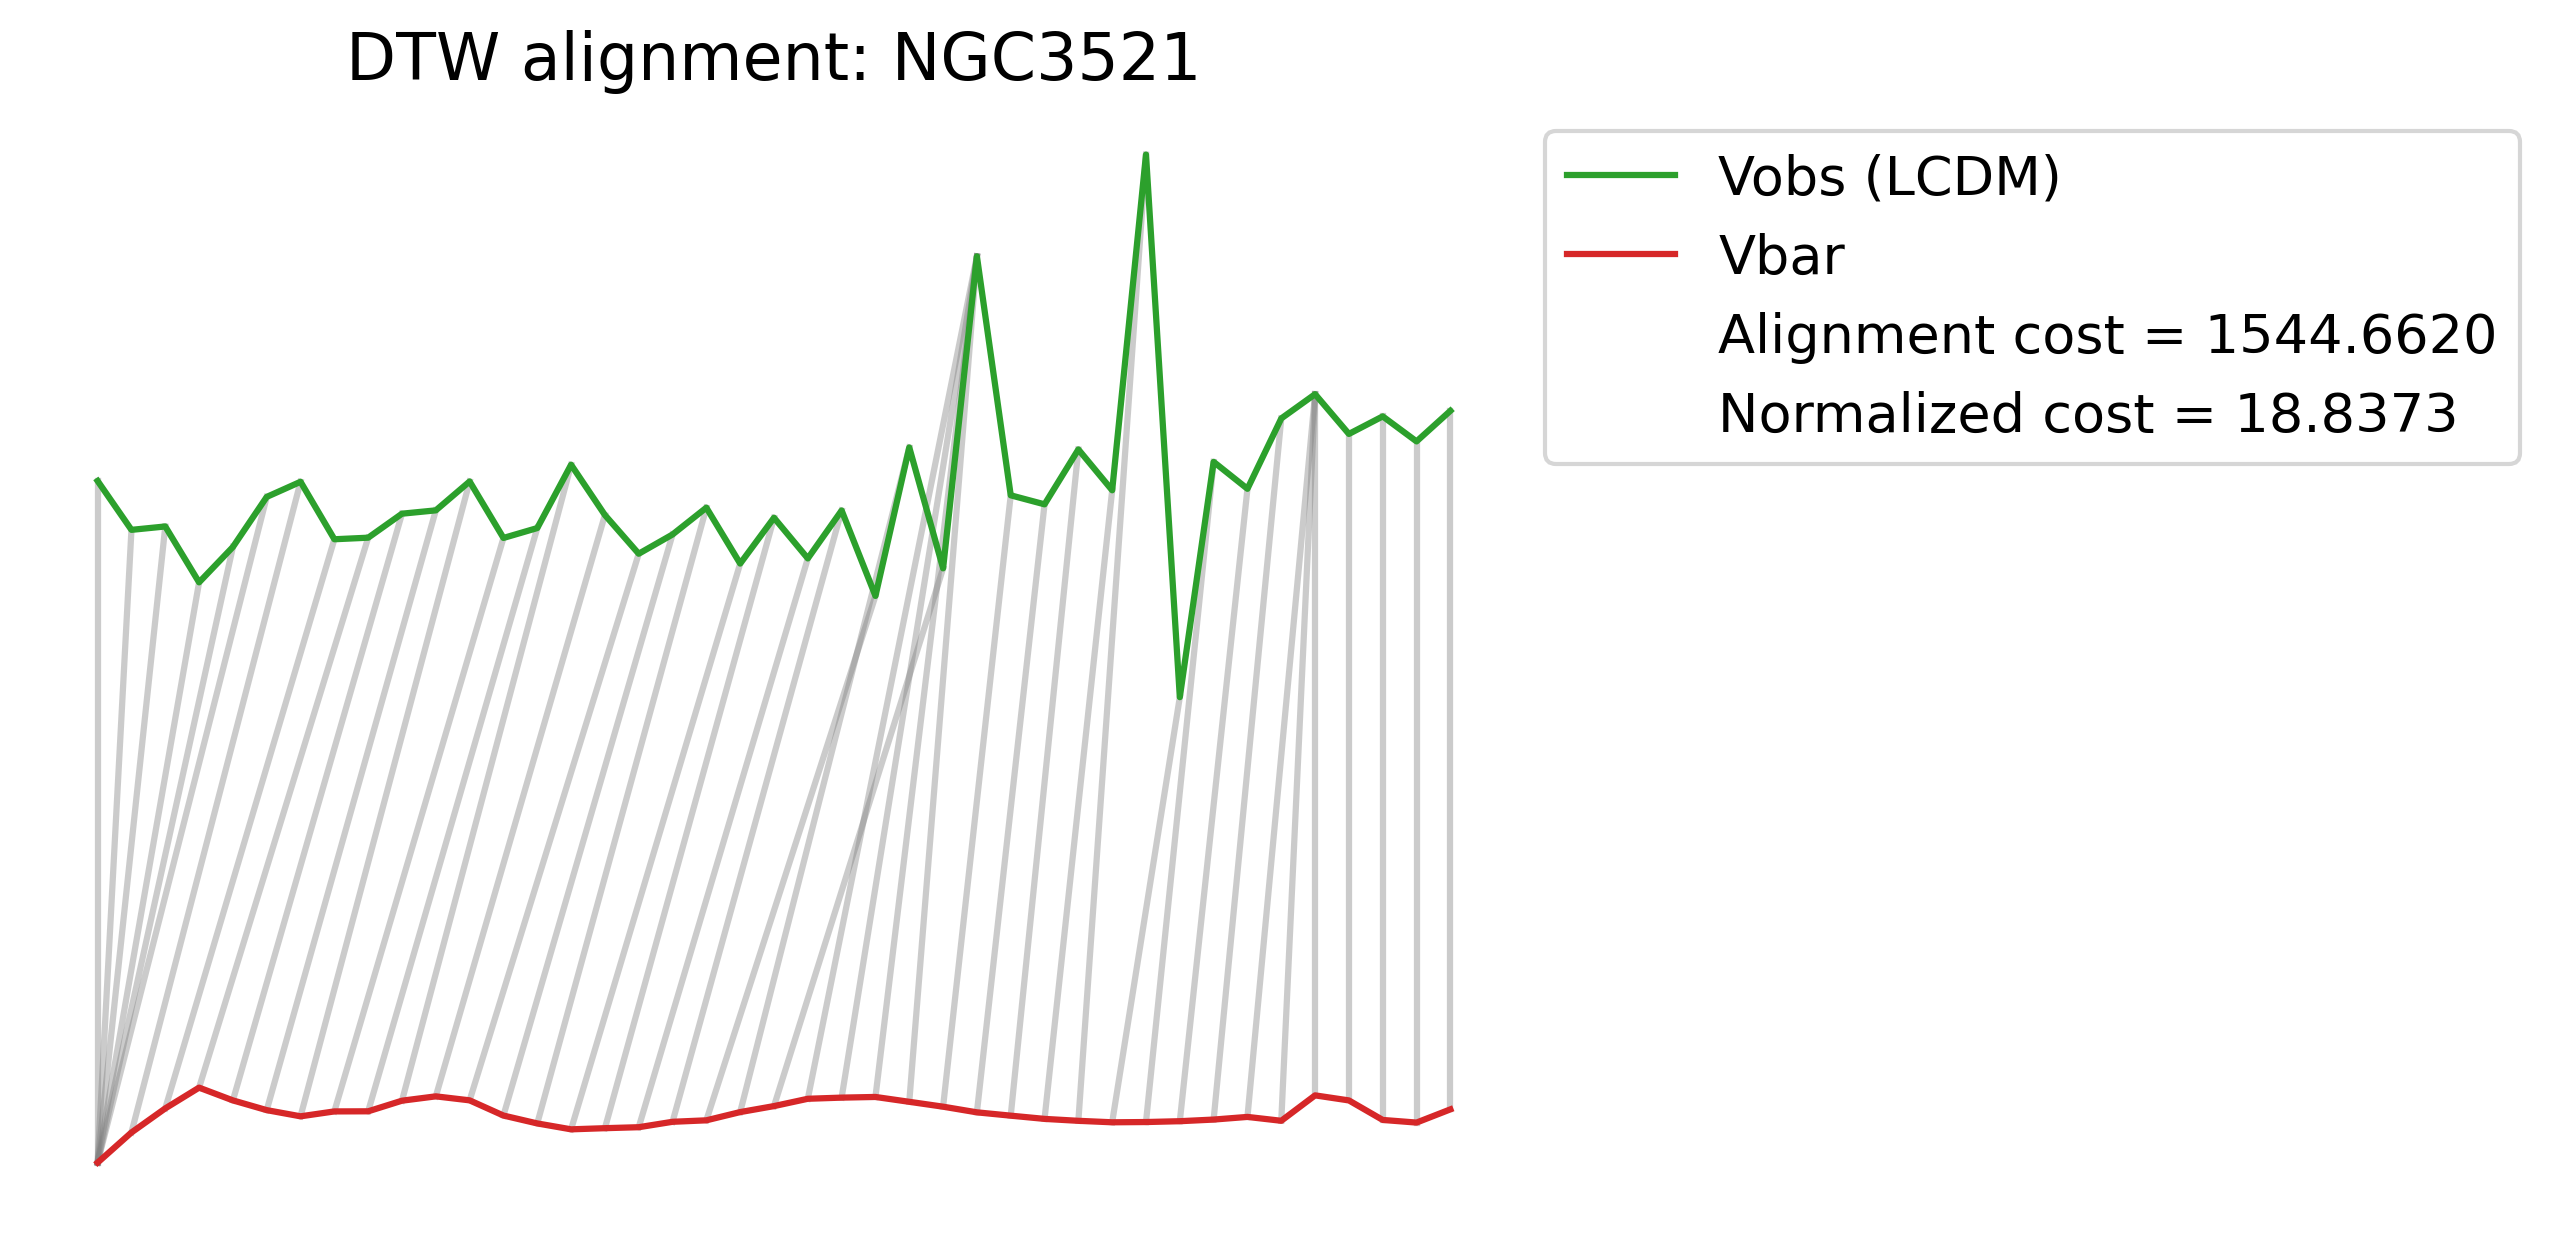 DTW alignment: NGC3521
Vobs (LCDM)
Vbar
Alignment cost = 1544.6620
Normalized cost = 18.8373